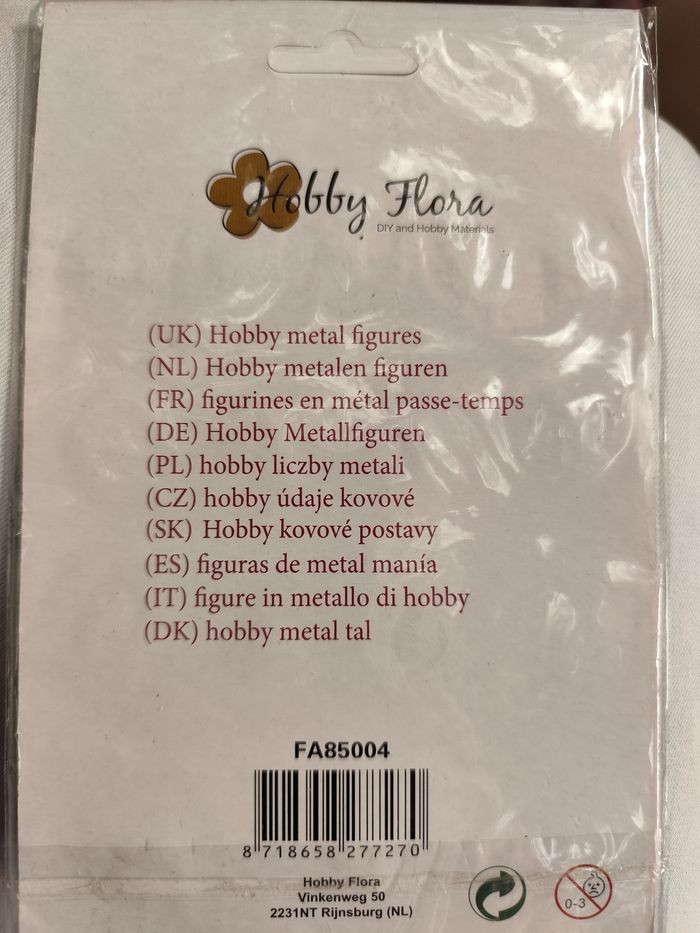 Hobby Flora
DIY and Hobby Materials
(UK) Hobby metal figures
(NL) Hobby metalen figuren
(FR) figurines en métal passe-temps
(DE) Hobby Metallfiguren
(PL) hobby liczby metali
(CZ) hobby údaje kovové
(SK) Hobby kovové postavy
(ES) figuras de metal manía
(IT) figure in metallo di hobby
(DK) hobby metal tal
FA85004
8 718658 277270
Hobby Flora
Vinkenweg 50
2231NT Rijnsburg (NL)
0-3